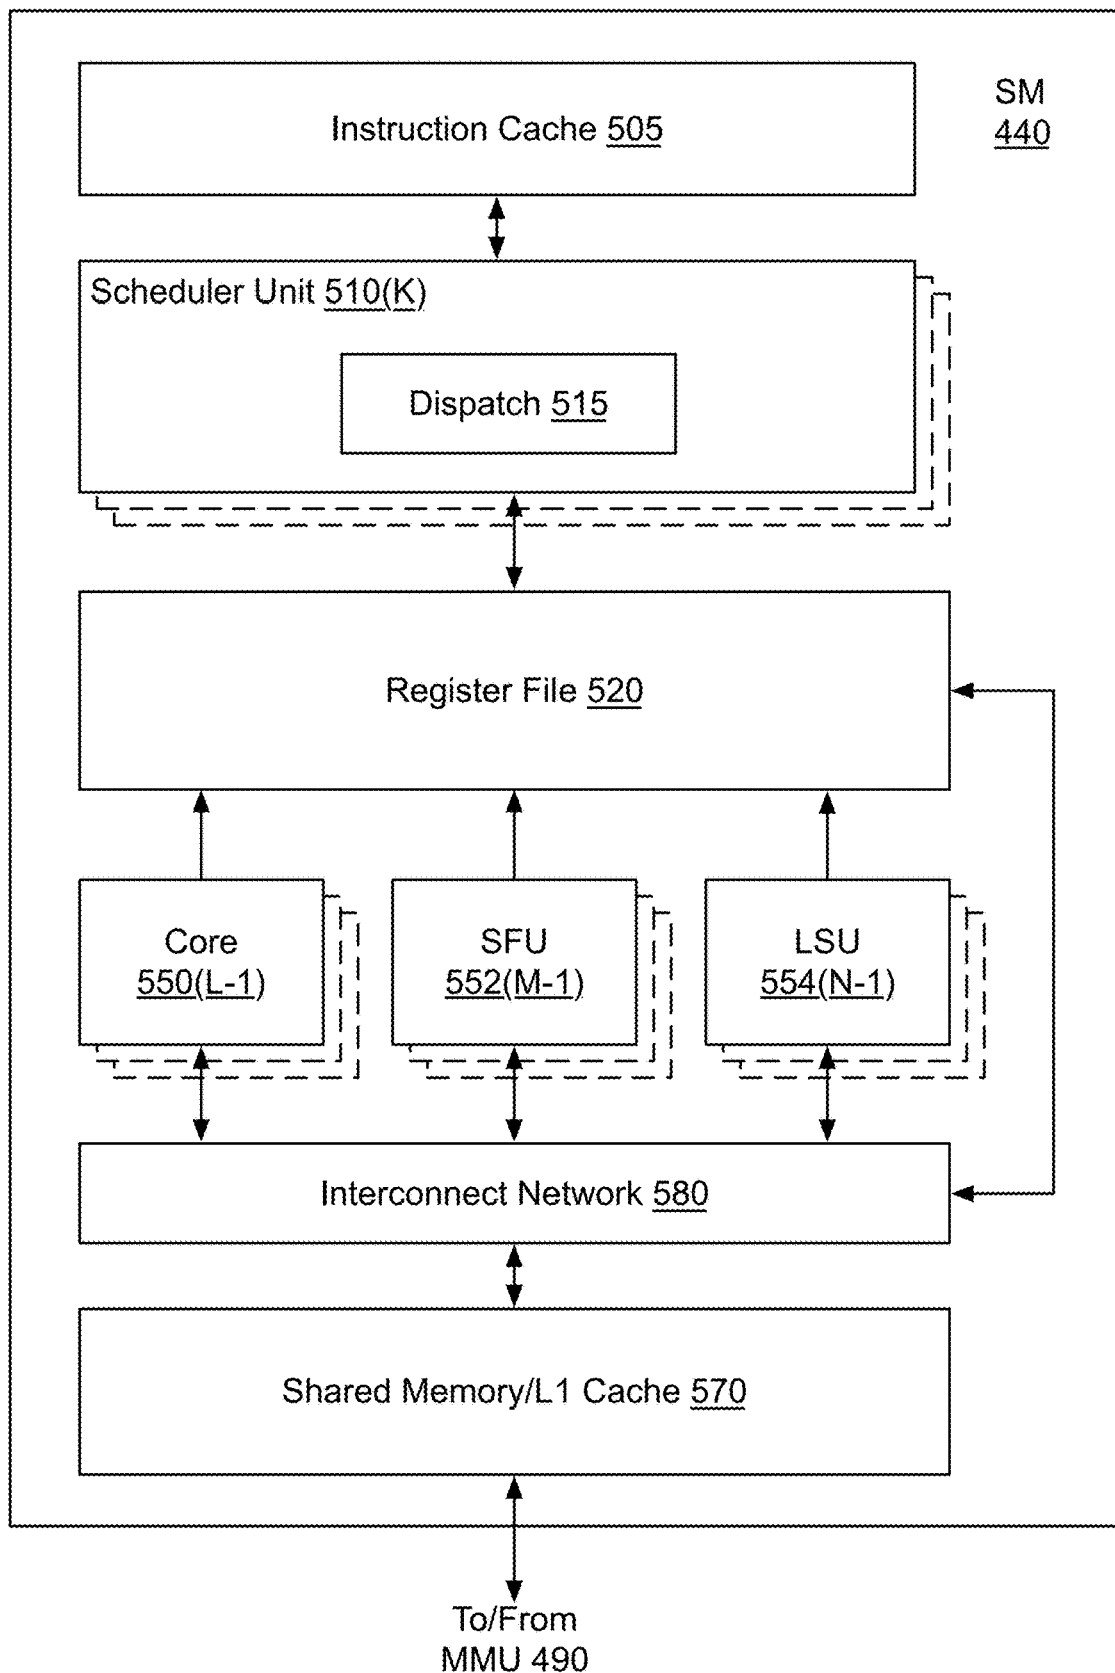 SM
440
Instruction Cache 505
Scheduler Unit 510(K)
Dispatch 515
Register File 520
Core
550(L-1)
SFU
552(M-1)
LSU
554(N-1)
Interconnect Network 580
Shared Memory/L1 Cache 570
To/From
MMU 490